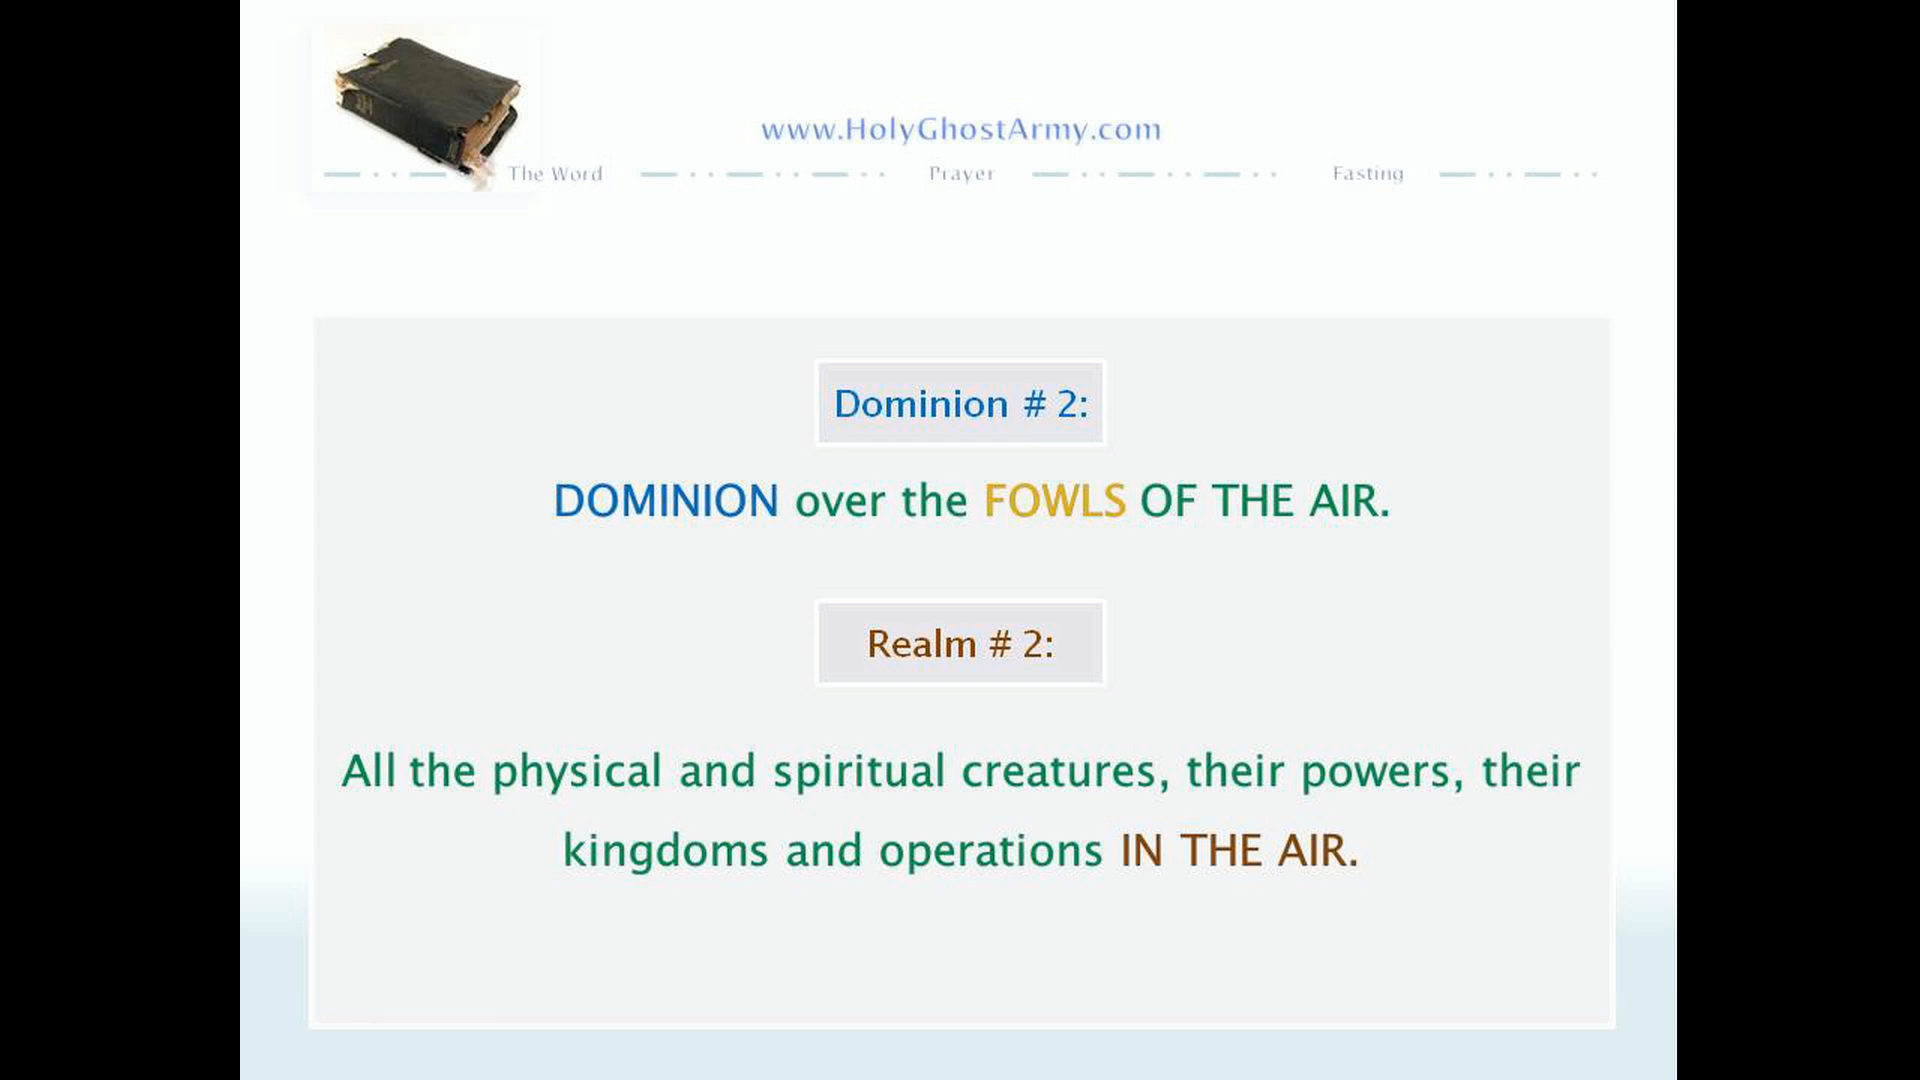 www.HolyGhostArmy.com
The Word Prayer Fasting
Dominion # 2:
DOMINION over the FOWLS OF THE AIR.
Realm # 2:
All the physical and spiritual creatures, their powers, their
kingdoms and operations IN THE AIR.